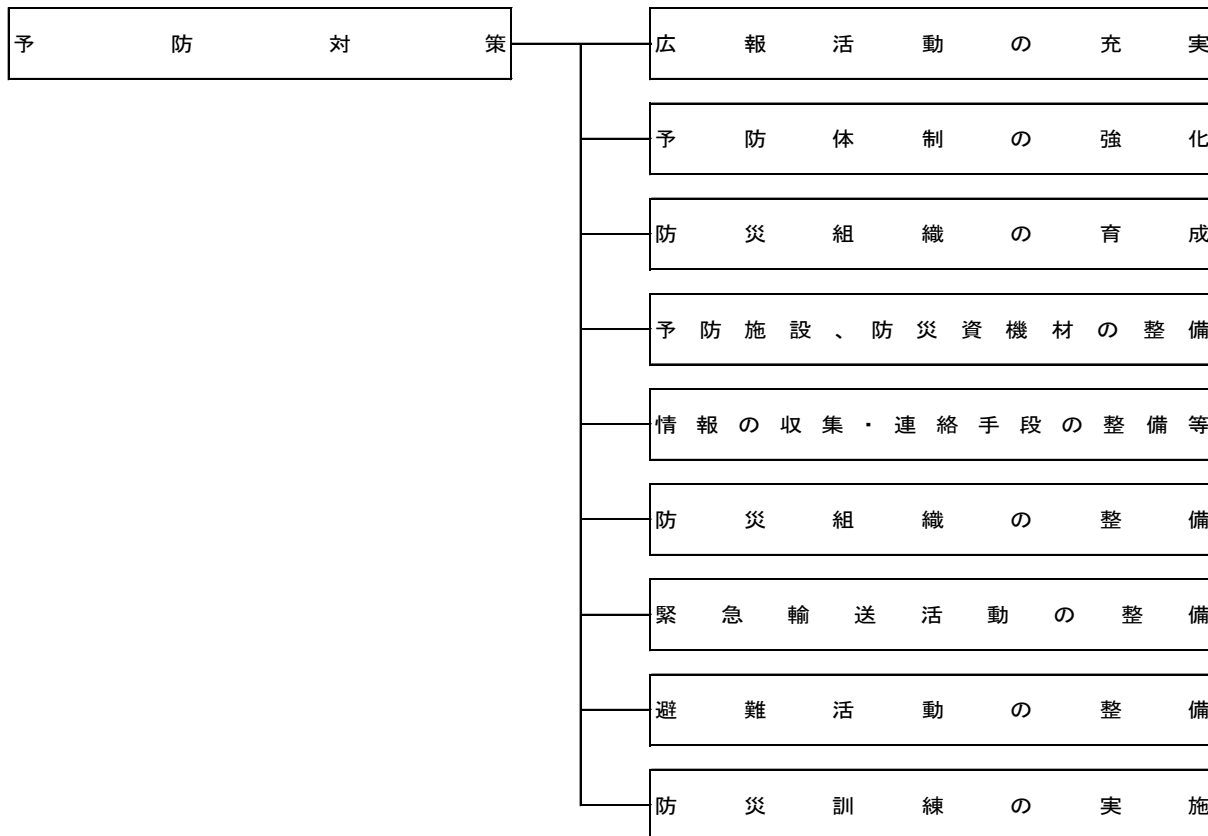 予防対策
広報活動の充実
予防体制の強化
防災組織の育成
予防施設、防災資機材の整備
情報の収集・連絡手段の整備等
防災組織の整備
緊急輸送活動の整備
避難活動の整備
防災訓練の実施